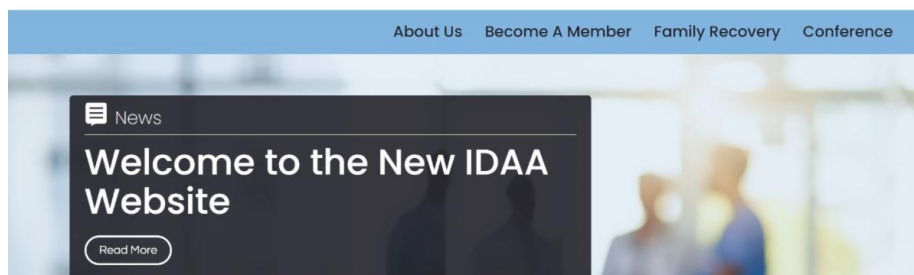 About Us Become A Member Family Recovery Conference
News
Welcome to the New IDAA
Website
Read More